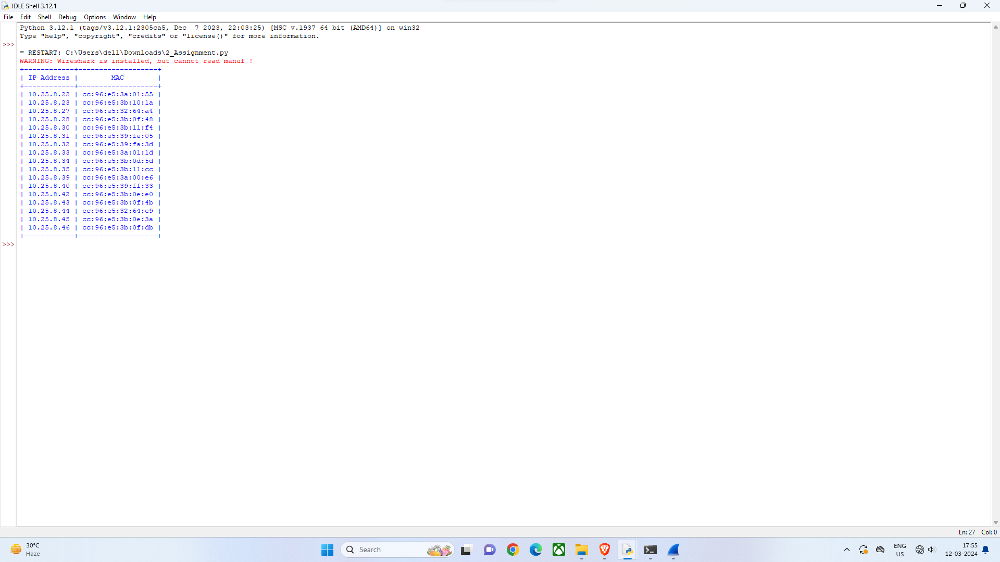 IDLE Shell 3.12.1
File Edit Shell Debug Options Window Help
Python 3.12.1 (tags/v3.12.1:2305ca5, Dec  7 2023, 22:03:25) [MSC v.1937 64 bit (AMD64)] on win32
Type "help", "copyright", "credits" or "license()" for more information.
>>>
= RESTART: C:\Users\dell\Downloads\2_Assignment.py
WARNING: Wireshark is installed, but cannot read manuf !
+------------+-------------------+
| IP Address |        MAC        |
+------------+-------------------+
| 10.25.8.22 | cc:96:e5:3a:01:55 |
| 10.25.8.23 | cc:96:e5:3b:10:1a |
| 10.25.8.27 | cc:96:e5:32:64:a4 |
| 10.25.8.28 | cc:96:e5:3b:0f:48 |
| 10.25.8.30 | cc:96:e5:3b:11:f4 |
| 10.25.8.31 | cc:96:e5:39:fe:05 |
| 10.25.8.32 | cc:96:e5:39:fa:3d |
| 10.25.8.33 | cc:96:e5:3a:01:1d |
| 10.25.8.34 | cc:96:e5:3b:0d:5d |
| 10.25.8.35 | cc:96:e5:3b:11:cc |
| 10.25.8.39 | cc:96:e5:3a:00:e6 |
| 10.25.8.40 | cc:96:e5:39:ff:33 |
| 10.25.8.42 | cc:96:e5:3b:0e:e0 |
| 10.25.8.43 | cc:96:e5:3b:0f:4b |
| 10.25.8.44 | cc:96:e5:32:64:e9 |
| 10.25.8.45 | cc:96:e5:3b:0e:3a |
| 10.25.8.46 | cc:96:e5:3b:0f:db |
+------------+-------------------+
>>>
Ln: 27 Col: 0
30°C
Haze
Search
ENG
US
17:55
12-03-2024